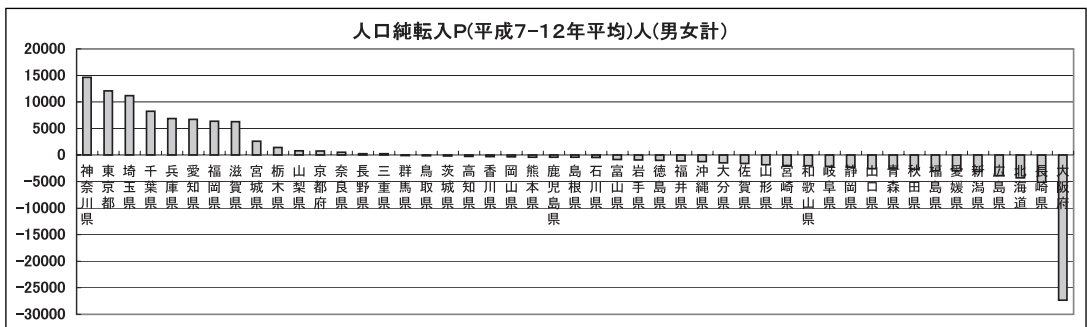 人口純転入P(平成7-12年平均)人(男女計)
20000
15000
10000
5000
0
-5000
-10000
-15000
-20000
-25000
-30000
神奈川県
東京都
埼玉県
千葉県
兵庫県
愛知県
福岡県
滋賀県
宮城県
栃木県
山梨県
京都府
奈良県
長野県
三重県
群馬県
鳥取県
茨城県
高知県
香川県
岡山県
熊本県
鹿児島県
島根県
石川県
富山県
岩手県
徳島県
福井県
沖縄県
大分県
佐賀県
山形県
宮崎県
和歌山県
岐阜県
静岡県
山口県
青森県
秋田県
福島県
愛媛県
新潟県
広島県
北海道
長崎県
大阪府